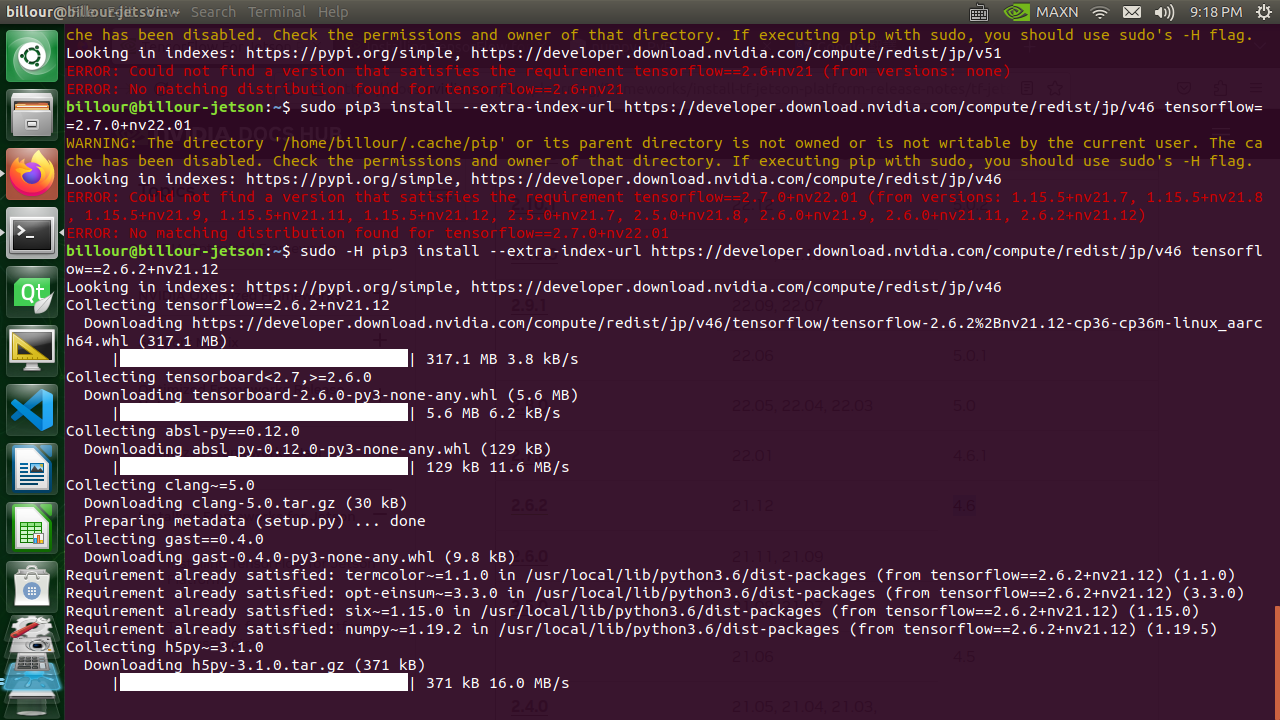 billour@billour-jetson: ~ Search Terminal Help MAXN 9:18 PM
che has been disabled. Check the permissions and owner of that directory. If executing pip with sudo, you should use sudo's -H flag.
Looking in indexes: https://pypi.org/simple, https://developer.download.nvidia.com/compute/redist/jp/v51
ERROR: Could not find a version that satisfies the requirement tensorflow==2.6+nv21 (from versions: none)
ERROR: No matching distribution found for tensorflow==2.6+nv21
billour@billour-jetson:~$ sudo pip3 install --extra-index-url https://developer.download.nvidia.com/compute/redist/jp/v46 tensorflow=
=2.7.0+nv22.01
WARNING: The directory '/home/billour/.cache/pip' or its parent directory is not owned or is not writable by the current user. The ca
che has been disabled. Check the permissions and owner of that directory. If executing pip with sudo, you should use sudo's -H flag.
Looking in indexes: https://pypi.org/simple, https://developer.download.nvidia.com/compute/redist/jp/v46
ERROR: Could not find a version that satisfies the requirement tensorflow==2.7.0+nv22.01 (from versions: 1.15.5+nv21.7, 1.15.5+nv21.8
, 1.15.5+nv21.9, 1.15.5+nv21.11, 1.15.5+nv21.12, 2.5.0+nv21.7, 2.5.0+nv21.8, 2.6.0+nv21.9, 2.6.0+nv21.11, 2.6.2+nv21.12)
ERROR: No matching distribution found for tensorflow==2.7.0+nv22.01
billour@billour-jetson:~$ sudo -H pip3 install --extra-index-url https://developer.download.nvidia.com/compute/redist/jp/v46 tensorfl
ow==2.6.2+nv21.12
Looking in indexes: https://pypi.org/simple, https://developer.download.nvidia.com/compute/redist/jp/v46
Collecting tensorflow==2.6.2+nv21.12
Downloading https://developer.download.nvidia.com/compute/redist/jp/v46/tensorflow/tensorflow-2.6.2%2Bnv21.12-cp36-cp36m-linux_aarc
h64.whl (317.1 MB)
| | 317.1 MB 3.8 kB/s
Collecting tensorboard<2.7,>=2.6.0
Downloading tensorboard-2.6.0-py3-none-any.whl (5.6 MB)
| | 5.6 MB 6.2 kB/s
Collecting absl-py==0.12.0
Downloading absl_py-0.12.0-py3-none-any.whl (129 kB)
| | 129 kB 11.6 MB/s
Collecting clang~=5.0
Downloading clang-5.0.tar.gz (30 kB)
Preparing metadata (setup.py) ... done
Collecting gast==0.4.0
Downloading gast-0.4.0-py3-none-any.whl (9.8 kB)
Requirement already satisfied: termcolor~=1.1.0 in /usr/local/lib/python3.6/dist-packages (from tensorflow==2.6.2+nv21.12) (1.1.0)
Requirement already satisfied: opt-einsum~=3.3.0 in /usr/local/lib/python3.6/dist-packages (from tensorflow==2.6.2+nv21.12) (3.3.0)
Requirement already satisfied: six~=1.15.0 in /usr/local/lib/python3.6/dist-packages (from tensorflow==2.6.2+nv21.12) (1.15.0)
Requirement already satisfied: numpy~=1.19.2 in /usr/local/lib/python3.6/dist-packages (from tensorflow==2.6.2+nv21.12) (1.19.5)
Collecting h5py~=3.1.0
Downloading h5py-3.1.0.tar.gz (371 kB)
| | 371 kB 16.0 MB/s